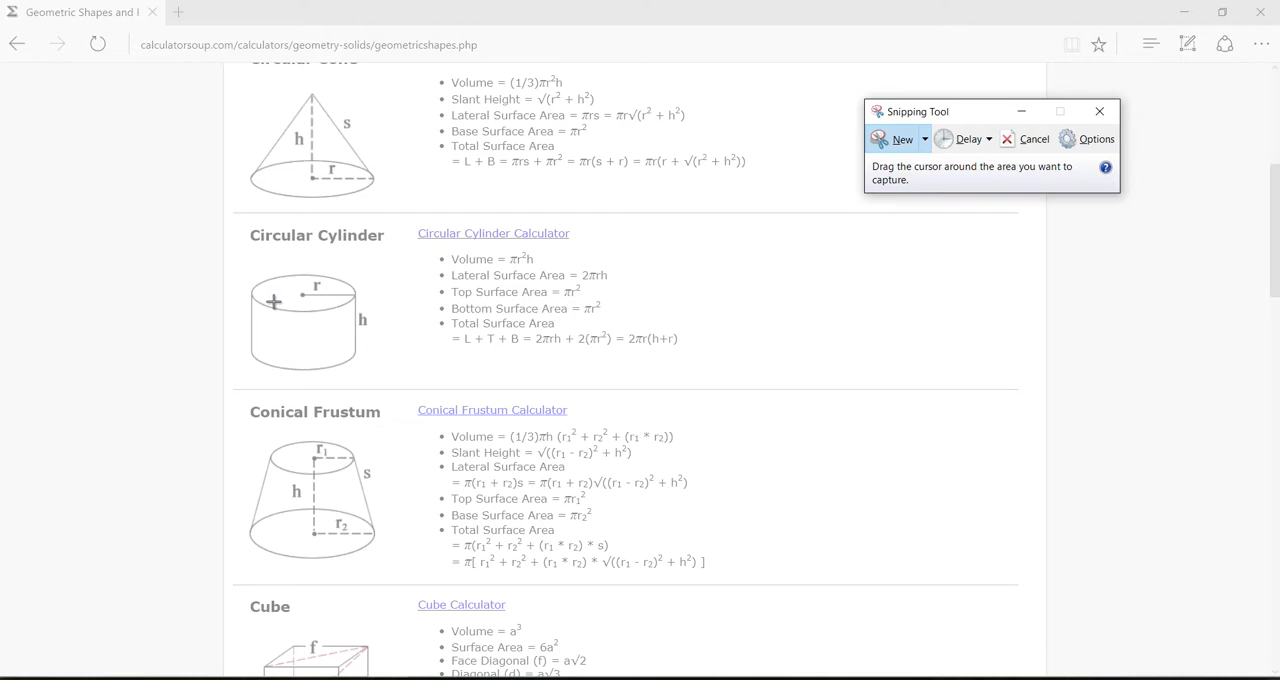 Geometric Shapes and
calculatorsoup.com/calculators/geometry-solids/geometricshapes.php
Circular Cone
• Volume = (1/3)πr²h
• Slant Height = √(r² + h²)
• Lateral Surface Area = πrs = πr√(r² + h²)
• Base Surface Area = πr²
• Total Surface Area
= L + B = πrs + πr² = πr(s + r) = πr(r + √(r² + h²))
h
s
r
Snipping Tool
New Delay Cancel Options
Drag the cursor around the area you want to
capture.
Circular Cylinder
Circular Cylinder Calculator
• Volume = πr²h
• Lateral Surface Area = 2πrh
• Top Surface Area = πr²
• Bottom Surface Area = πr²
• Total Surface Area
= L + T + B = 2πrh + 2(πr²) = 2πr(h+r)
r
h
Conical Frustum
Conical Frustum Calculator
• Volume = (1/3)πh (r₁² + r₂² + (r₁ * r₂))
• Slant Height = √((r₁ - r₂)² + h²)
• Lateral Surface Area
= π(r₁ + r₂)s = π(r₁ + r₂)√((r₁ - r₂)² + h²)
• Top Surface Area = πr₁²
• Base Surface Area = πr₂²
• Total Surface Area
= π(r₁² + r₂² + (r₁ * r₂) * s)
= π[ r₁² + r₂² + (r₁ * r₂) * √((r₁ - r₂)² + h²) ]
r₁
s
h
r₂
Cube
Cube Calculator
• Volume = a³
• Surface Area = 6a²
• Face Diagonal (f) = a√2
• Diagonal (d) = a√3
f